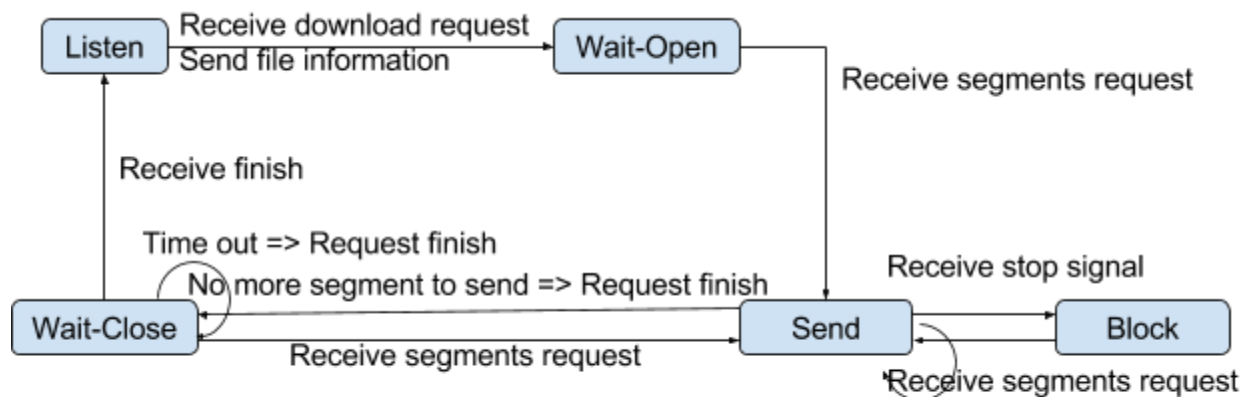 Listen
Receive download request
Send file information
Wait-Open
Receive segments request
Receive finish
Time out => Request finish
No more segment to send => Request finish
Receive stop signal
Wait-Close
Send
Block
Receive segments request
Receive segments request